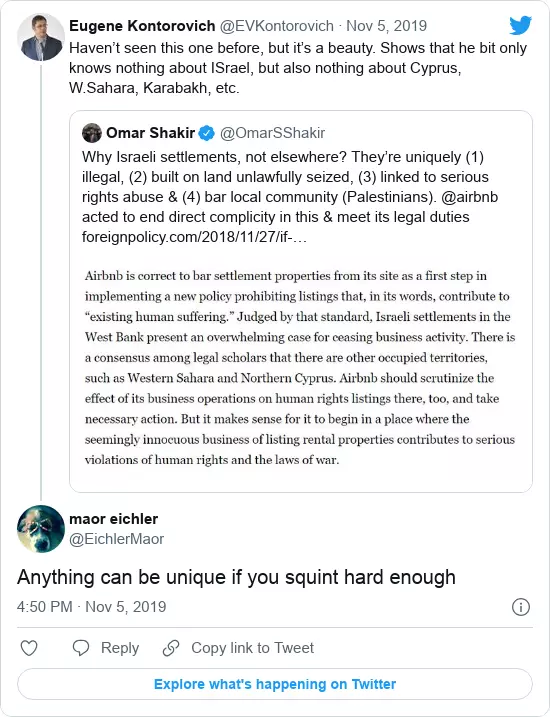 Eugene Kontorovich @EVKontorovich · Nov 5, 2019
Haven't seen this one before, but it's a beauty. Shows that he bit only
knows nothing about ISrael, but also nothing about Cyprus,
W.Sahara, Karabakh, etc.
Omar Shakir @OmarSShakir
Why Israeli settlements, not elsewhere? They're uniquely (1)
illegal, (2) built on land unlawfully seized, (3) linked to serious
rights abuse & (4) bar local community (Palestinians). @airbnb
acted to end direct complicity in this & meet its legal duties
foreignpolicy.com/2018/11/27/if-…
Airbnb is correct to bar settlement properties from its site as a first step in
implementing a new policy prohibiting listings that, in its words, contribute to
“existing human suffering.” Judged by that standard, Israeli settlements in the
West Bank present an overwhelming case for ceasing business activity. There is
a consensus among legal scholars that there are other occupied territories,
such as Western Sahara and Northern Cyprus. Airbnb should scrutinize the
effect of its business operations on human rights listings there, too, and take
necessary action. But it makes sense for it to begin in a place where the
seemingly innocuous business of listing rental properties contributes to serious
violations of human rights and the laws of war.
maor eichler
@EichlerMaor
Anything can be unique if you squint hard enough
4:50 PM · Nov 5, 2019
Reply
Copy link to Tweet
Explore what's happening on Twitter